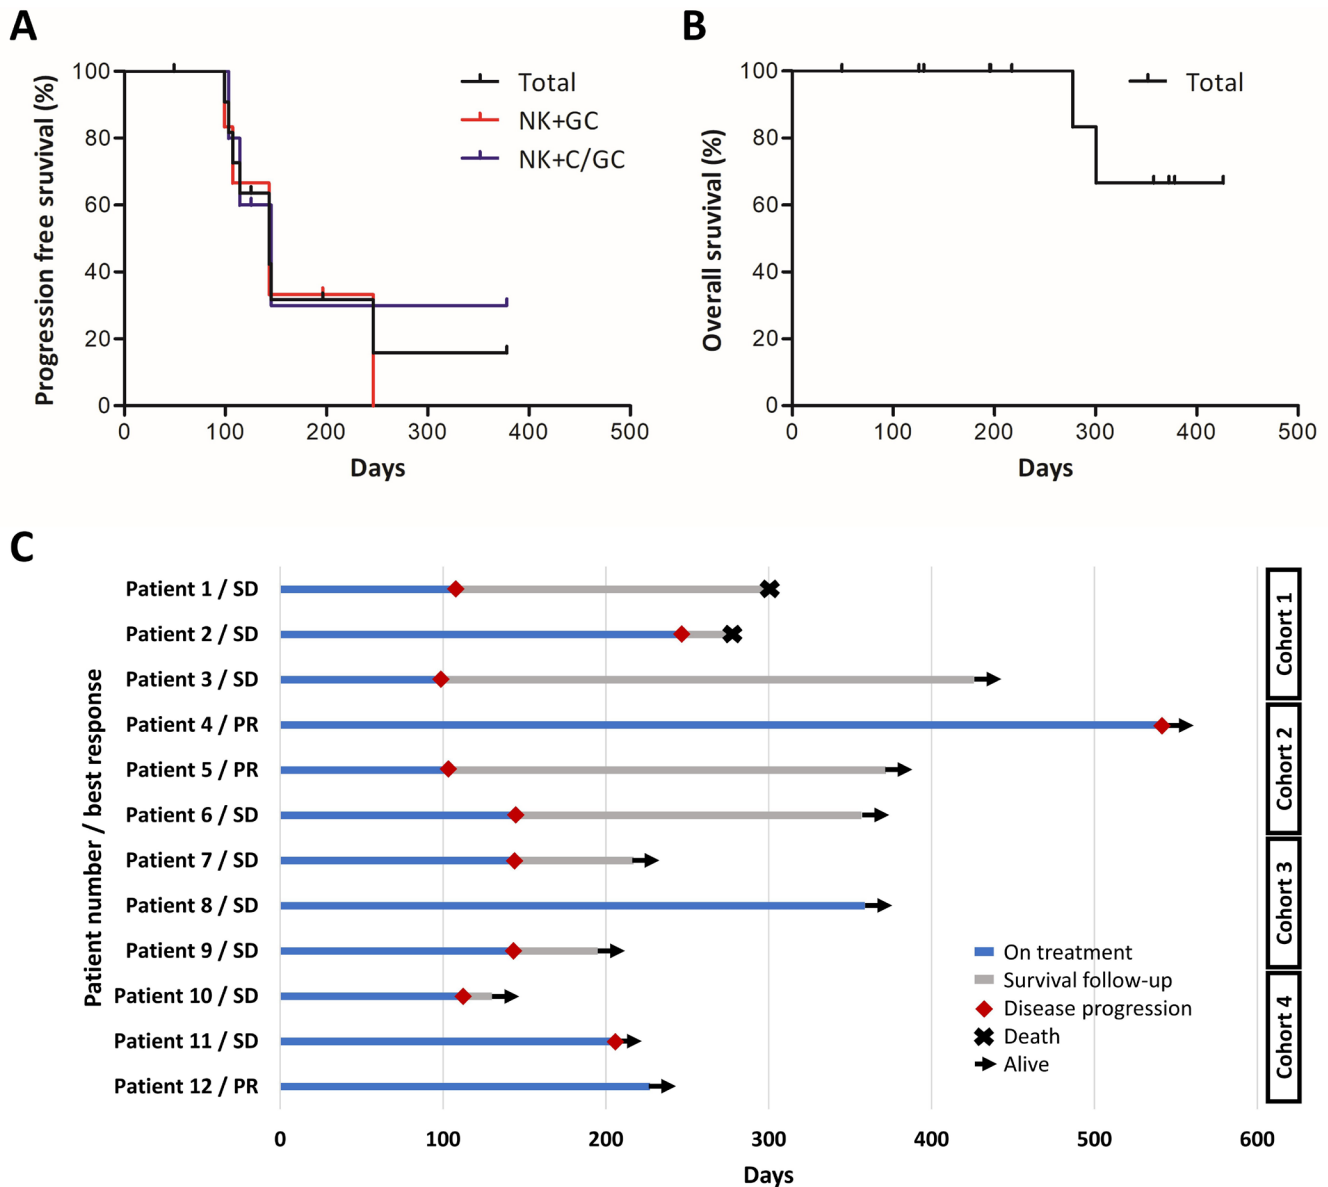 A
Progression free sruvival (%)
100
80
60
40
20
0
0 100 200 300 400 500
Days
Total
NK+GC
NK+C/GC
B
Overall sruvival (%)
100
80
60
40
20
0
0 100 200 300 400 500
Days
Total
C
Patient number / best response
Patient 1 / SD
Patient 2 / SD
Patient 3 / SD
Patient 4 / PR
Patient 5 / PR
Patient 6 / SD
Patient 7 / SD
Patient 8 / SD
Patient 9 / SD
Patient 10 / SD
Patient 11 / SD
Patient 12 / PR
Cohort 1
Cohort 2
Cohort 3
Cohort 4
On treatment
Survival follow-up
Disease progression
Death
Alive
0 100 200 300 400 500 600
Days